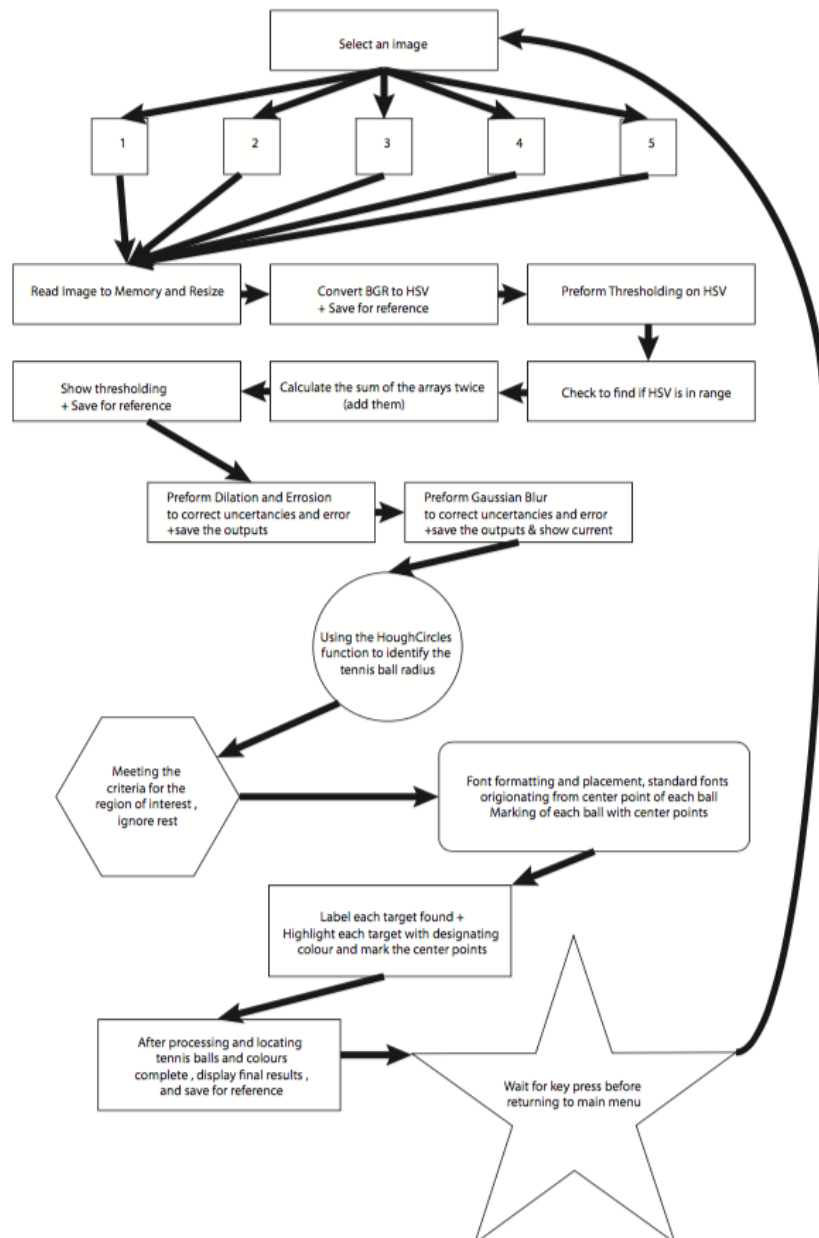 Select an image
1
2
3
4
5
Read Image to Memory and Resize
Convert BGR to HSV
+ Save for reference
Preform Thresholding on HSV
Show thresholding
+ Save for reference
Calculate the sum of the arrays twice
(add them)
Check to find if HSV is in range
Preform Dilation and Errosion
to correct uncertancies and error
+save the outputs
Preform Gaussian Blur
to correct uncertancies and error
+save the outputs & show current
Using the HoughCircles
function to identify the
tennis ball radius
Meeting the
criteria for the
region of interest ,
ignore rest
Font formatting and placement, standard fonts
origionating from center point of each ball
Marking of each ball with center points
Label each target found +
Highlight each target with designating
colour and mark the center points
After processing and locating
tennis balls and colours
complete , display final results ,
and save for reference
Wait for key press before
returning to main menu